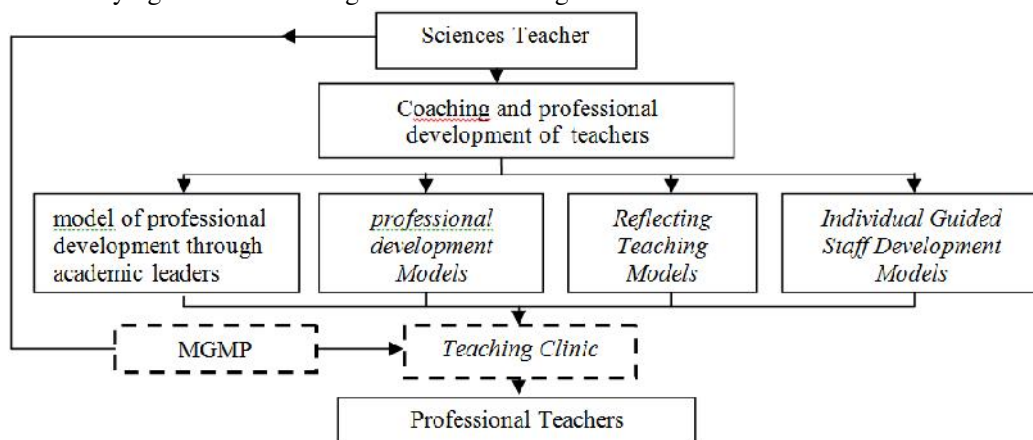 Sciences Teacher
Coaching and professional
development of teachers
model of professional
development through
academic leaders
professional
development
Models
Reflecting
Teaching
Models
Individual Guided
Staff Development
Models
MGMP
Teaching Clinic
Professional Teachers